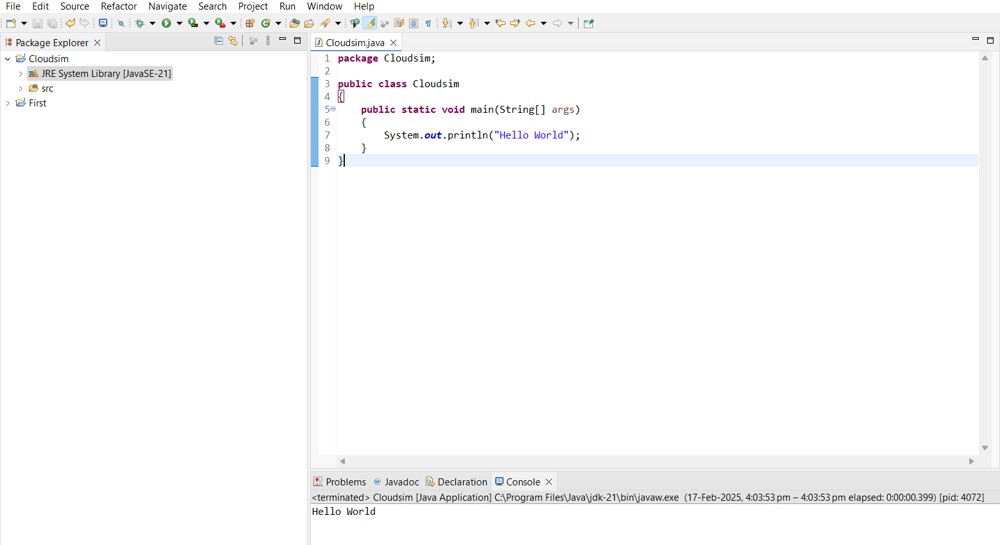 File Edit Source Refactor Navigate Search Project Run Window Help
Package Explorer
Cloudsim
JRE System Library [JavaSE-21]
src
First
Cloudsim.java
1 package Cloudsim;
2
3 public class Cloudsim
4 {
5     public static void main(String[] args)
6     {
7         System.out.println("Hello World");
8     }
9 }
Problems @ Javadoc Declaration Console
<terminated> Cloudsim [Java Application] C:\Program Files\Java\jdk-21\bin\javaw.exe (17-Feb-2025, 4:03:53 pm – 4:03:53 pm elapsed: 0:00:00.399) [pid: 4072]
Hello World